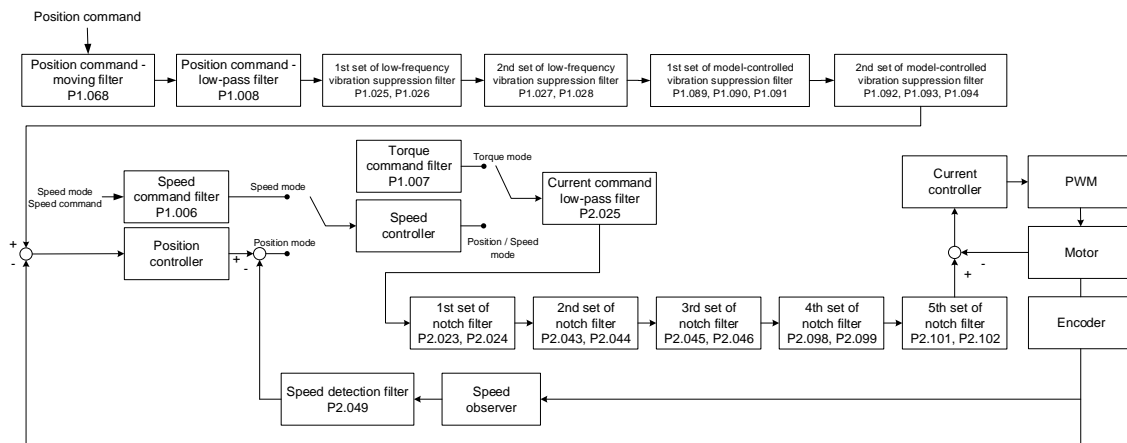 Position command
Position command -
moving filter
P1.068
Position command -
low-pass filter
P1.008
1st set of low-frequency
vibration suppression filter
P1.025, P1.026
2nd set of low-frequency
vibration suppression filter
P1.027, P1.028
1st set of model-controlled
vibration suppression filter
P1.089, P1.090, P1.091
2nd set of model-controlled
vibration suppression filter
P1.092, P1.093, P1.094
Torque
command filter
P1.007
Torque mode
Speed mode
Speed command
Speed
command filter
P1.006
Speed mode
Speed
controller
Position / Speed
mode
Current command
low-pass filter
P2.025
Current
controller
PWM
+
-
Position
controller
+
-
Position mode
Motor
-
+
1st set of
notch filter
P2.023, P2.024
2nd set of
notch filter
P2.043, P2.044
3rd set of
notch filter
P2.045, P2.046
4th set of
notch filter
P2.098, P2.099
5th set of
notch filter
P2.101, P2.102
Encoder
Speed detection filter
P2.049
Speed
observer